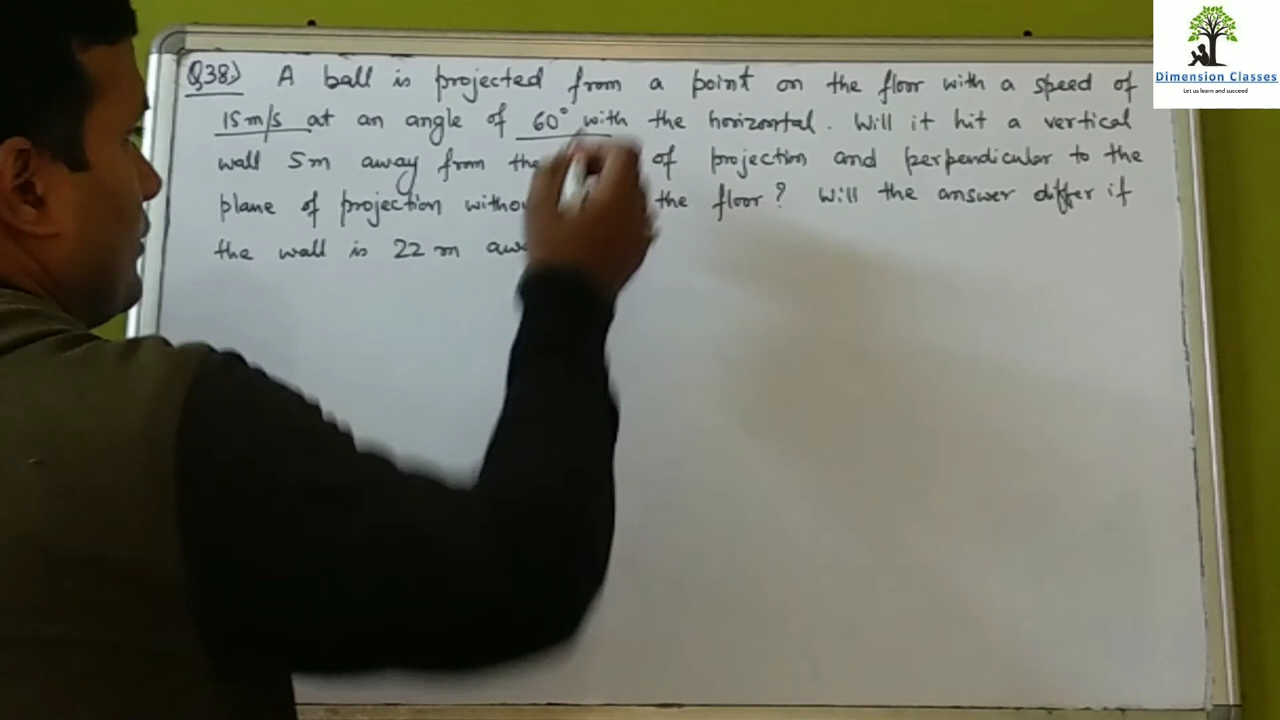 Q38) A ball is projected from a point on the floor with a speed of
15m/s at an angle of 60° with the horizontal. Will it hit a vertical
wall 5m away from the of projection and perpendicular to the
plane of projection the floor? Will the answer differ if
the wall is 22 m
Dimension Classes
Let us learn and succeed